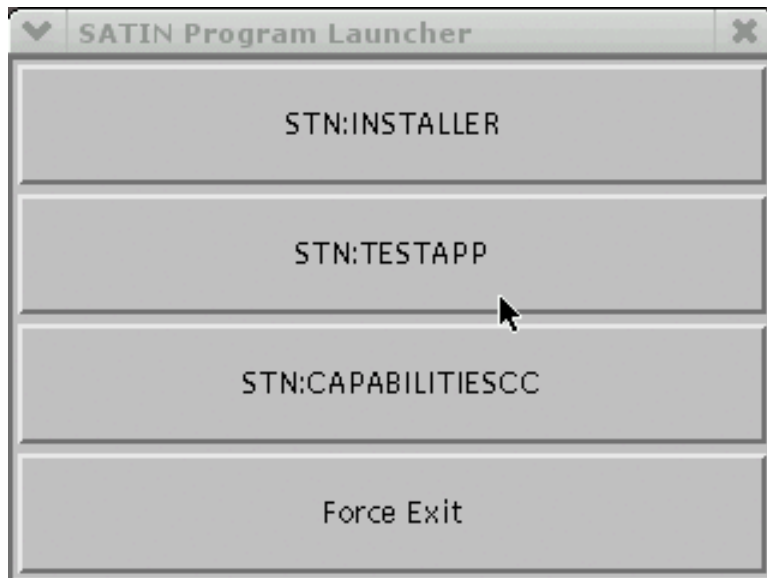 SATIN Program Launcher
STN:INSTALLER
STN:TESTAPP
STN:CAPABILITIESCC
Force Exit